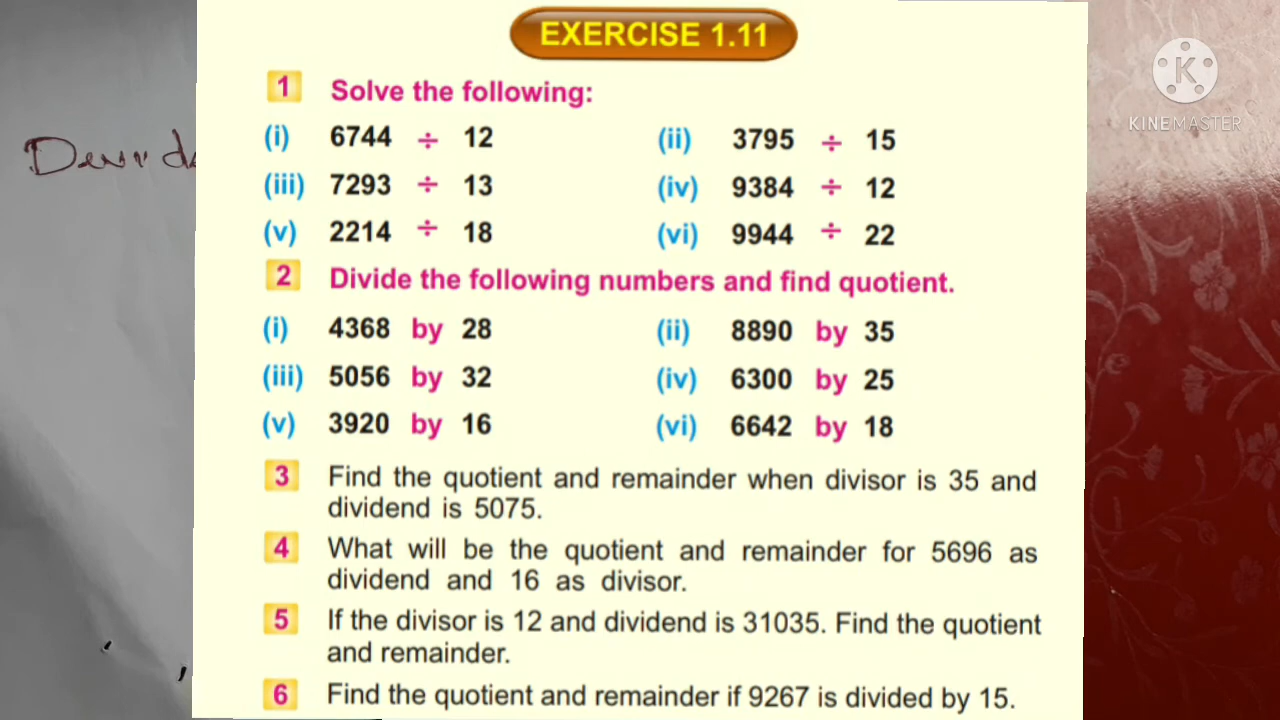 EXERCISE 1.11
1 Solve the following:
(i) 6744 ÷ 12 (ii) 3795 ÷ 15
(iii) 7293 ÷ 13 (iv) 9384 ÷ 12
(v) 2214 ÷ 18 (vi) 9944 ÷ 22
2 Divide the following numbers and find quotient.
(i) 4368 by 28 (ii) 8890 by 35
(iii) 5056 by 32 (iv) 6300 by 25
(v) 3920 by 16 (vi) 6642 by 18
3 Find the quotient and remainder when divisor is 35 and
dividend is 5075.
4 What will be the quotient and remainder for 5696 as
dividend and 16 as divisor.
5 If the divisor is 12 and dividend is 31035. Find the quotient
and remainder.
6 Find the quotient and remainder if 9267 is divided by 15.
K
KINEMASTER